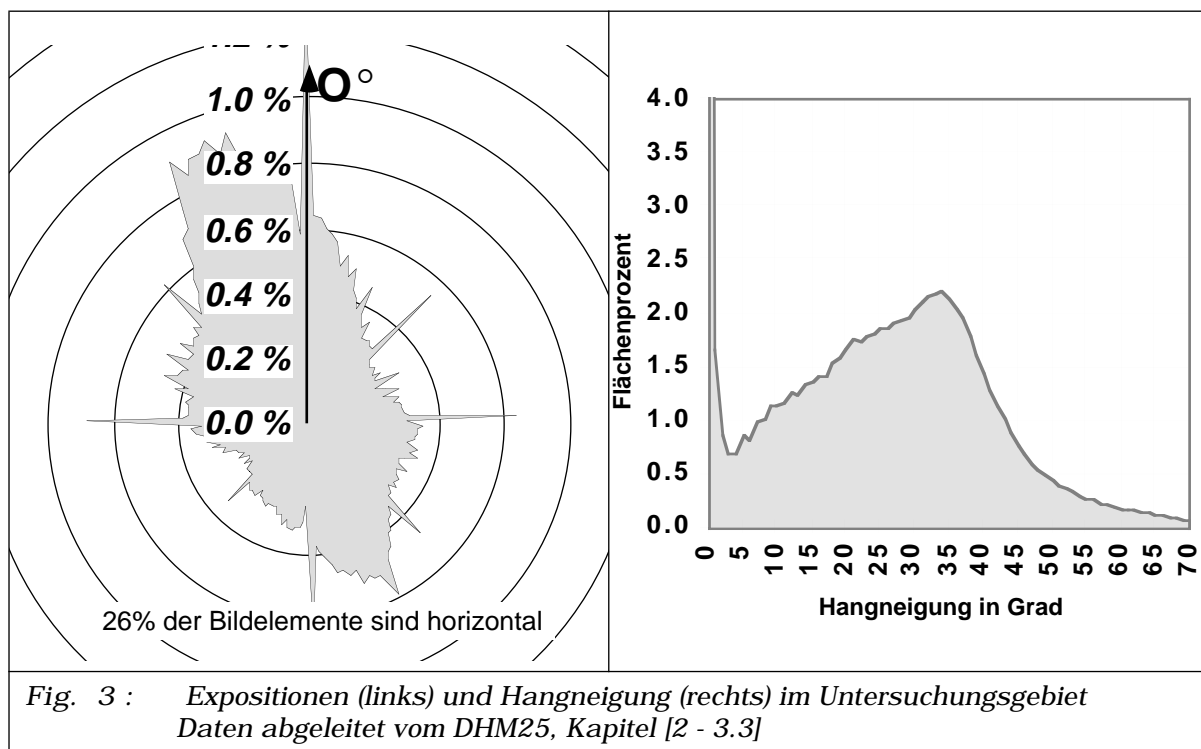 1.2 %
O °
1.0 %
0.8 %
0.6 %
0.4 %
0.2 %
0.0 %
26% der Bildelemente sind horizontal
4.0
3.5
3.0
2.5
2.0
1.5
1.0
0.5
0.0
Flächenprozent
0 5 10 15 20 25 30 35 40 45 50 55 60 65 70
Hangneigung in Grad
Fig. 3 : Expositionen (links) und Hangneigung (rechts) im Untersuchungsgebiet
Daten abgeleitet vom DHM25, Kapitel [2 - 3.3]